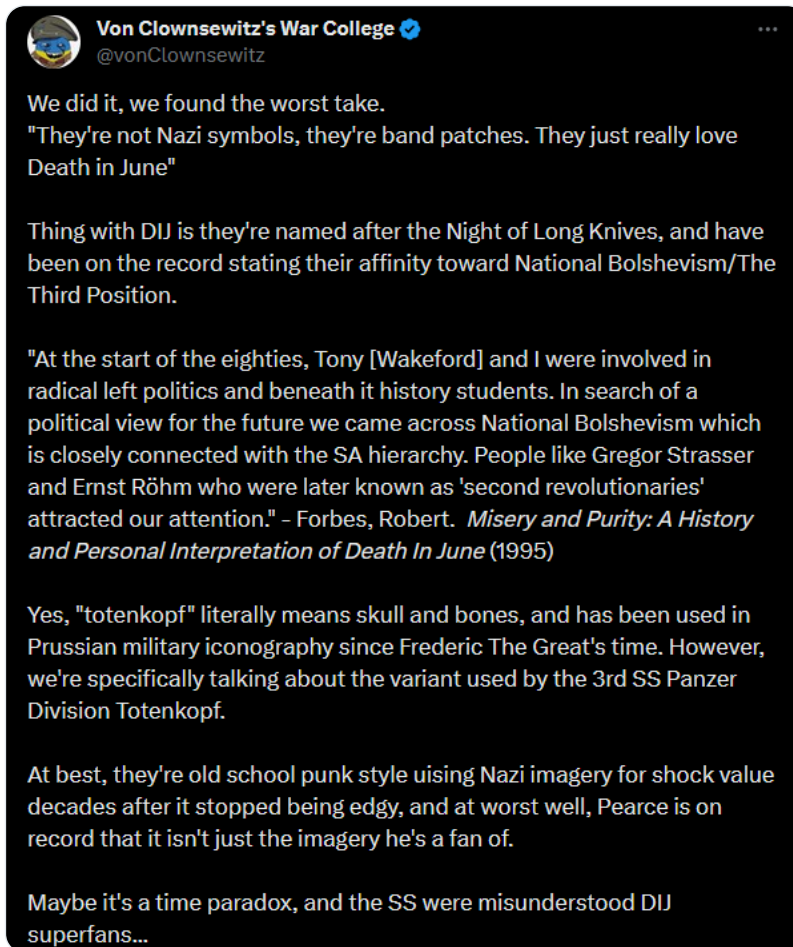 Von Clownsewitz's War College
@vonClownsewitz
We did it, we found the worst take.
"They're not Nazi symbols, they're band patches. They just really love
Death in June"
Thing with DIJ is they're named after the Night of Long Knives, and have
been on the record stating their affinity toward National Bolshevism/The
Third Position.
"At the start of the eighties, Tony [Wakeford] and I were involved in
radical left politics and beneath it history students. In search of a
political view for the future we came across National Bolshevism which
is closely connected with the SA hierarchy. People like Gregor Strasser
and Ernst Röhm who were later known as 'second revolutionaries'
attracted our attention." – Forbes, Robert. Misery and Purity: A History
and Personal Interpretation of Death In June (1995)
Yes, "totenkopf" literally means skull and bones, and has been used in
Prussian military iconography since Frederic The Great's time. However,
we're specifically talking about the variant used by the 3rd SS Panzer
Division Totenkopf.
At best, they're old school punk style uising Nazi imagery for shock value
decades after it stopped being edgy, and at worst well, Pearce is on
record that it isn't just the imagery he's a fan of.
Maybe it's a time paradox, and the SS were misunderstood DIJ
superfans...